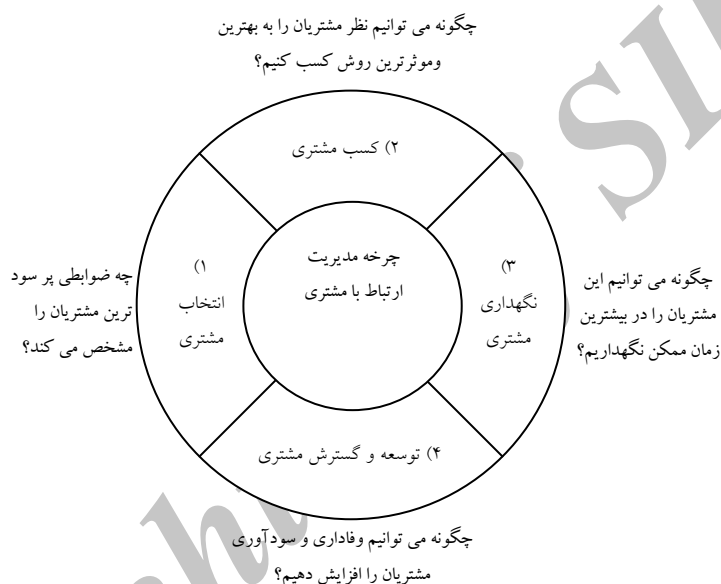 چگونه می توانیم نظر مشتریان را به بهترین
وموثرترین روش کسب کنیم؟
۲) کسب مشتری
۱)
انتخاب
مشتری
چه ضوابطی پر سود
ترین مشتریان را
مشخص می کند؟
چرخه مدیریت
ارتباط با مشتری
۳)
نگهداری
مشتری
چگونه می توانیم این
مشتریان را در بیشترین
زمان ممکن نگهداریم؟
۴) توسعه و گسترش مشتری
چگونه می توانیم وفاداری و سودآوری
مشتریان را افزایش دهیم؟